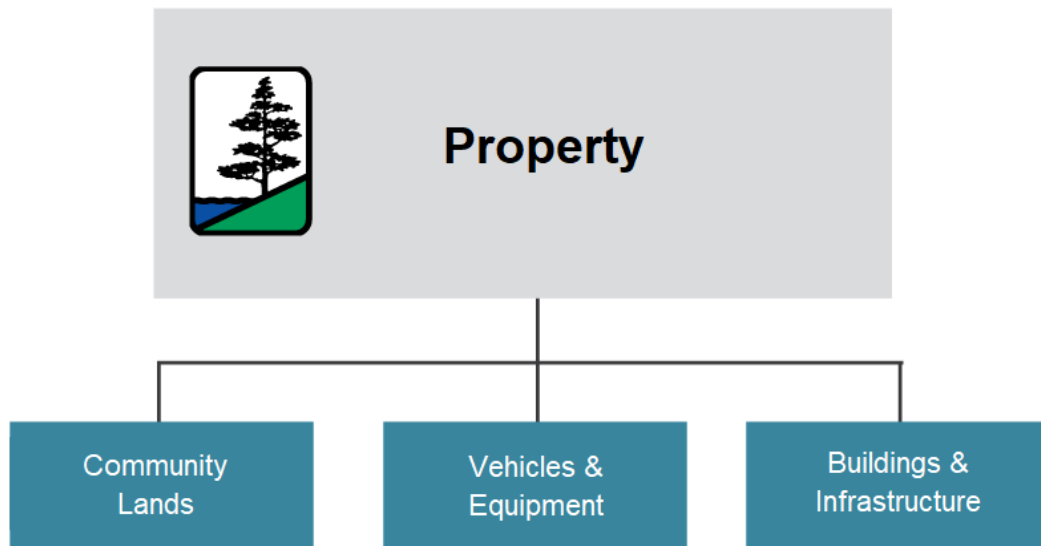 Property
Community
Lands
Vehicles &
Equipment
Buildings &
Infrastructure